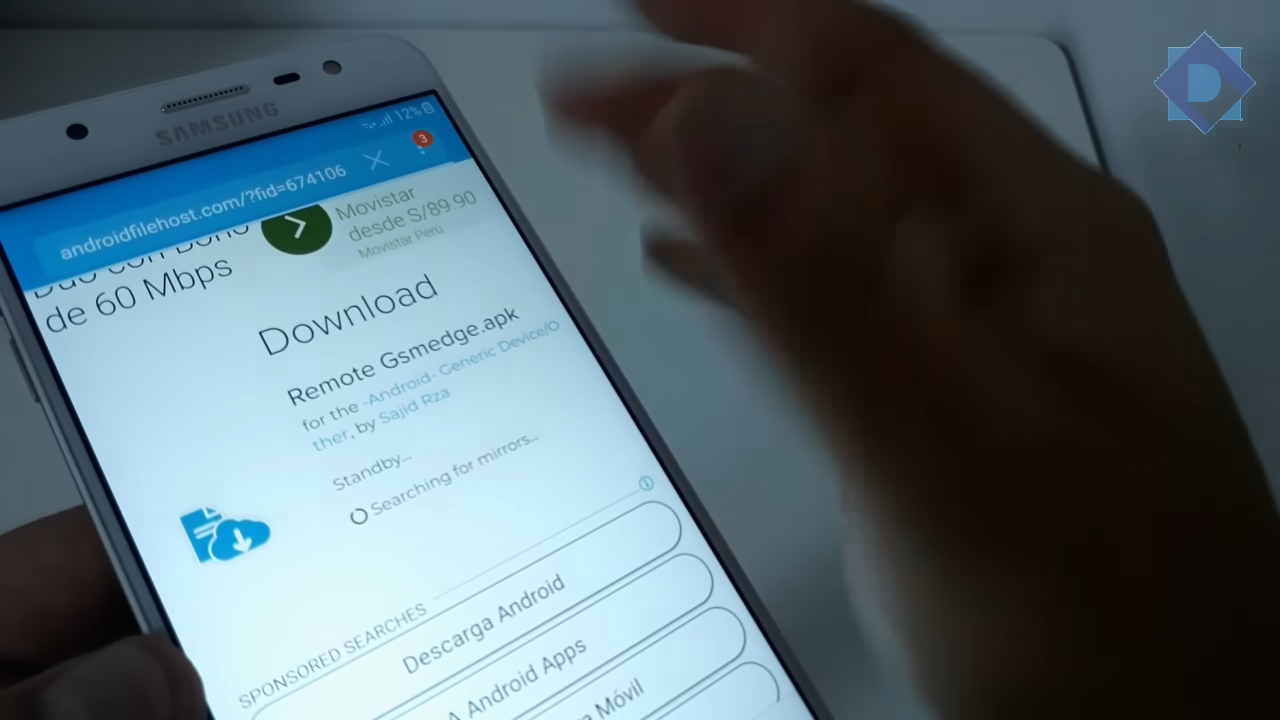 SAMSUNG
12%
3
androidfilehost.com/?fid=674106
Duo con Bono
de 60 Mbps
Movistar
desde S/89.90
Movistar Perú
Download
Remote Gsmedge.apk
for the -Android- Generic Device/O
ther, by Sajid Rza
Standby...
Searching for mirrors...
SPONSORED SEARCHES
Descarga Android
Android Apps
Móvil
D